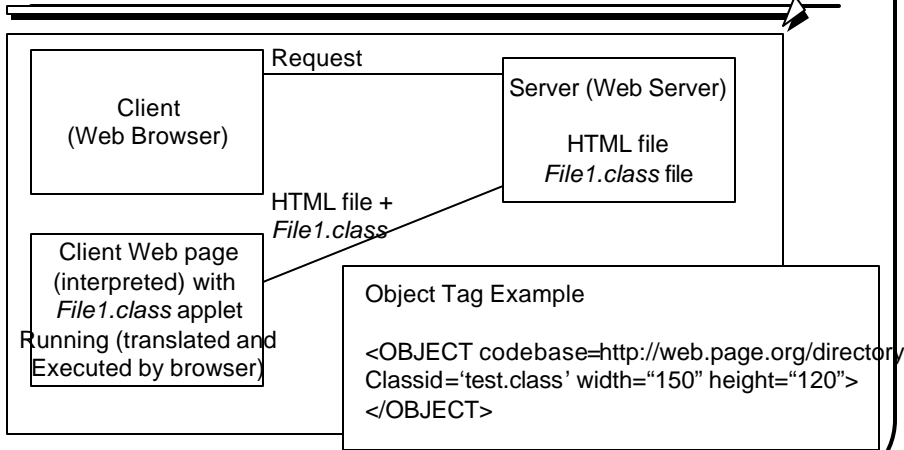 Request
Client
(Web Browser)
Server (Web Server)
HTML file
File1.class file
HTML file +
File1.class
Client Web page
(interpreted) with
File1.class applet
Running (translated and
Executed by browser)
Object Tag Example
<OBJECT codebase=http://web.page.org/directory
Classid=‘test.class’ width=“150” height=“120”>
</OBJECT>